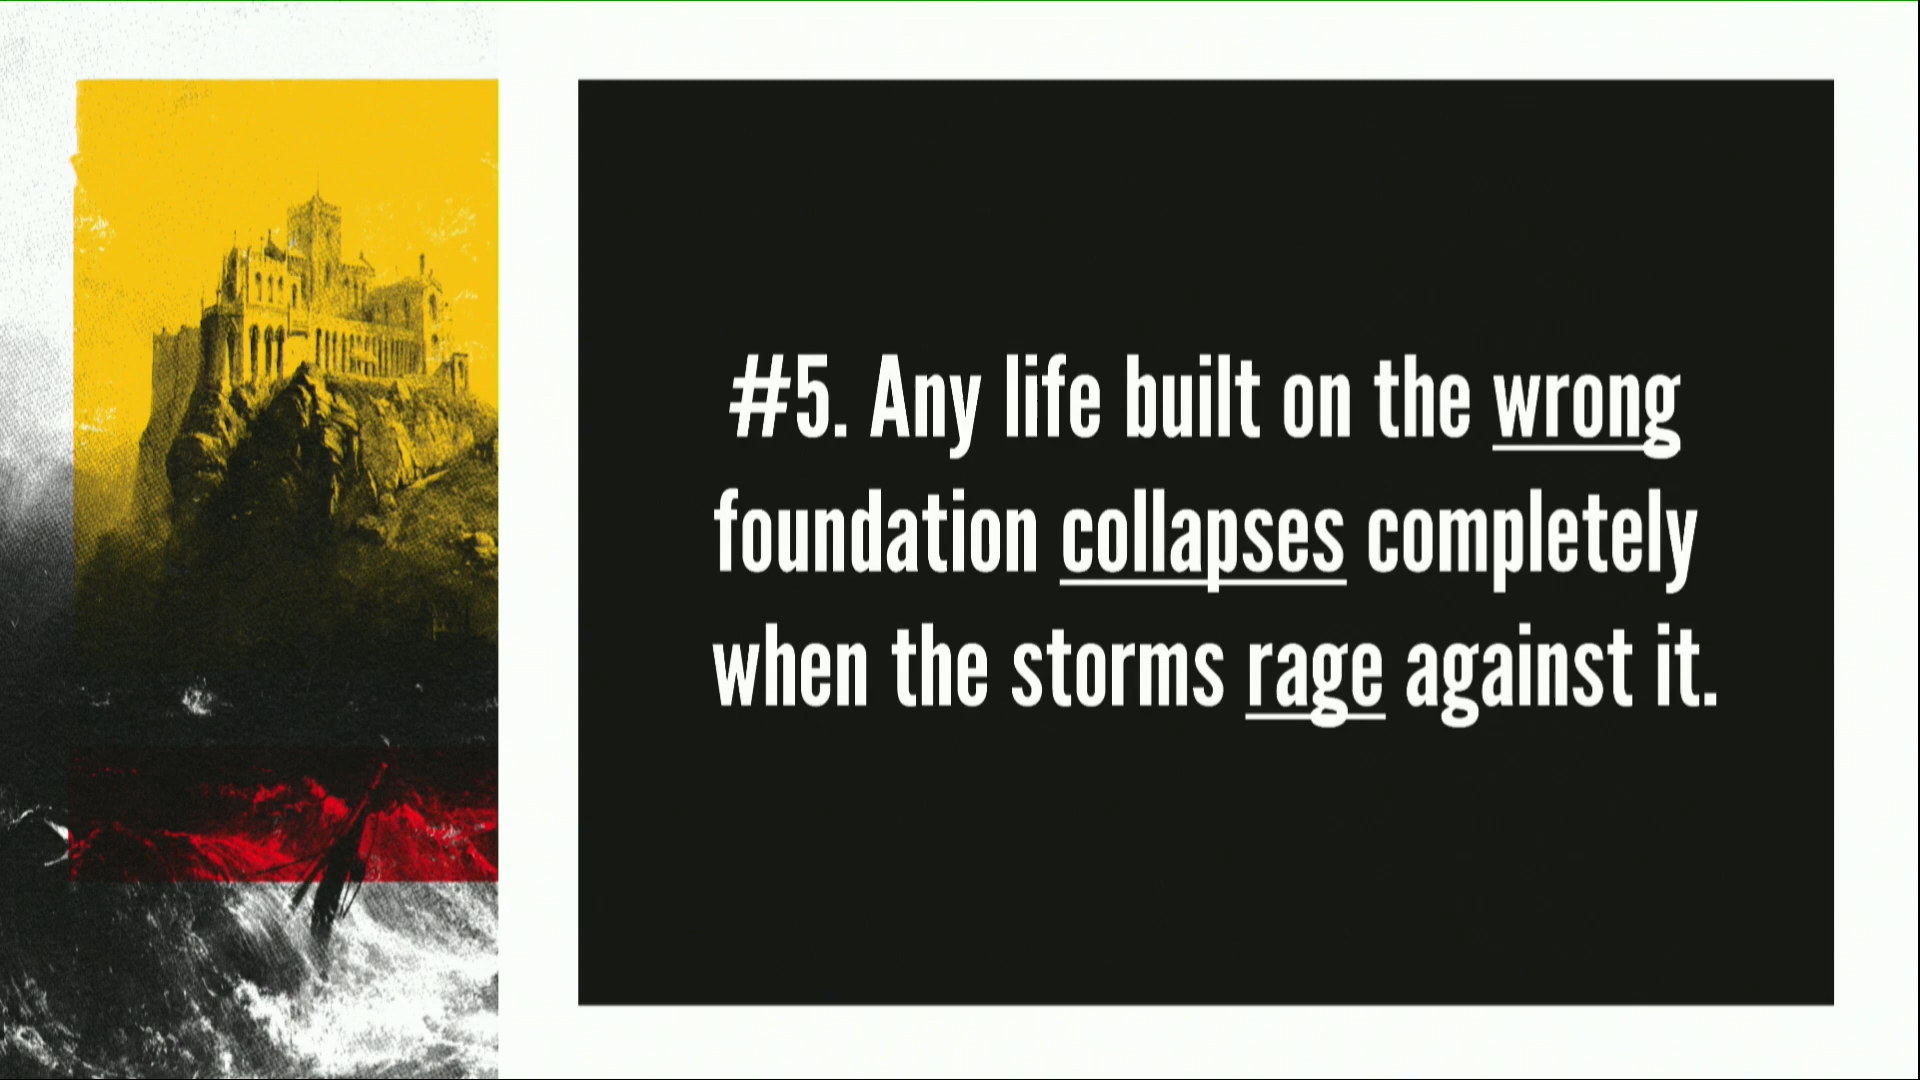 #5. Any life built on the wrong
foundation collapses completely
when the storms rage against it.